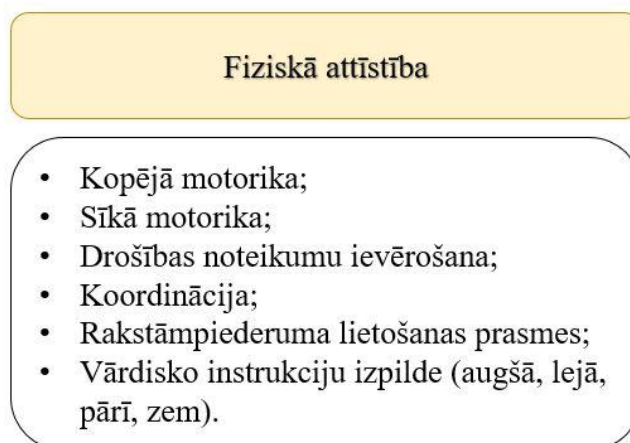 Fiziskā attīstība
• Kopējā motorika;
• Sīkā motorika;
• Drošības noteikumu ievērošana;
• Koordinācija;
• Rakstāmpiederuma lietošanas prasmes;
• Vārdisko instrukciju izpilde (augšā, lejā,
pārī, zem).